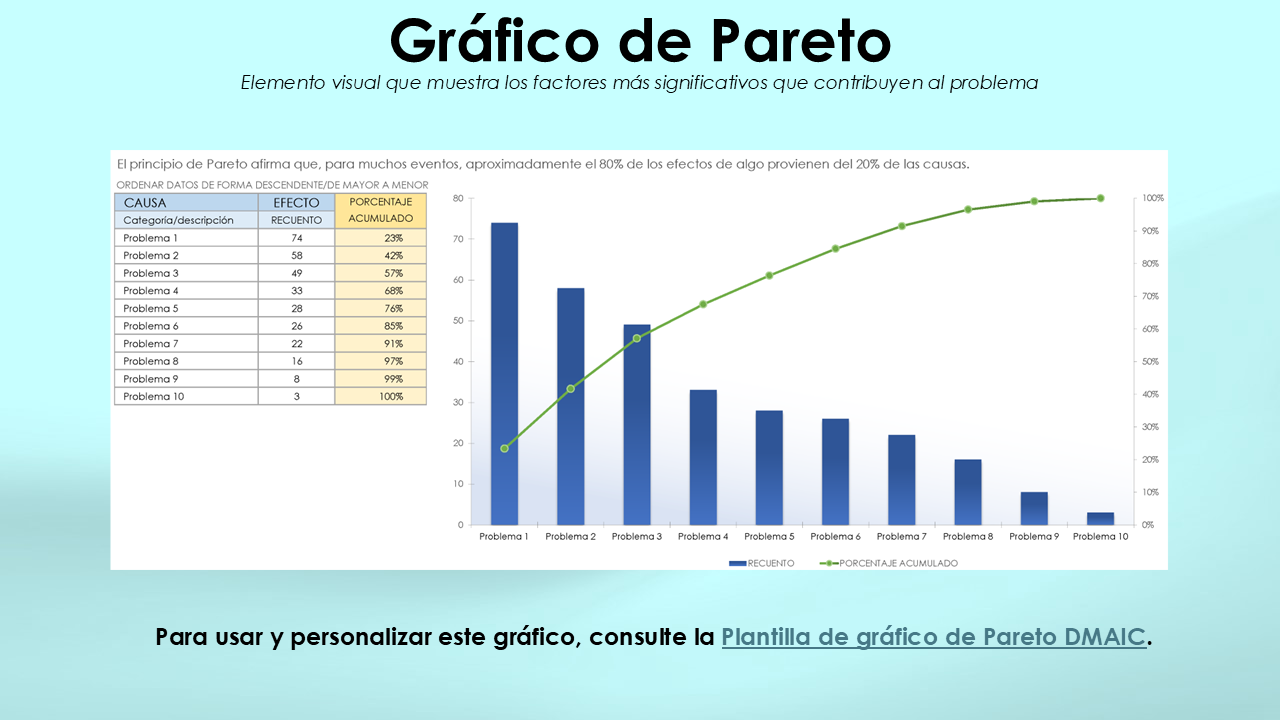 Gráfico de Pareto
Elemento visual que muestra los factores más significativos que contribuyen al problema
El principio de Pareto afirma que, para muchos eventos, aproximadamente el 80% de los efectos de algo provienen del 20% de las causas.
ORDENAR DATOS DE FORMA DESCENDENTE/DE MAYOR A MENOR
CAUSA EFECTO PORCENTAJE ACUMULADO
Categoría/descripción RECUENTO
Problema 1 74 23%
Problema 2 58 42%
Problema 3 49 57%
Problema 4 33 68%
Problema 5 28 76%
Problema 6 26 85%
Problema 7 22 91%
Problema 8 16 97%
Problema 9 8 99%
Problema 10 3 100%
80 100%
70 90%
60 80%
50 70%
40 60%
30 50%
20 40%
10 30%
0 20%
10%
0%
Problema 1 Problema 2 Problema 3 Problema 4 Problema 5 Problema 6 Problema 7 Problema 8 Problema 9 Problema 10
RECUENTO PORCENTAJE ACUMULADO
Para usar y personalizar este gráfico, consulte la Plantilla de gráfico de Pareto DMAIC.